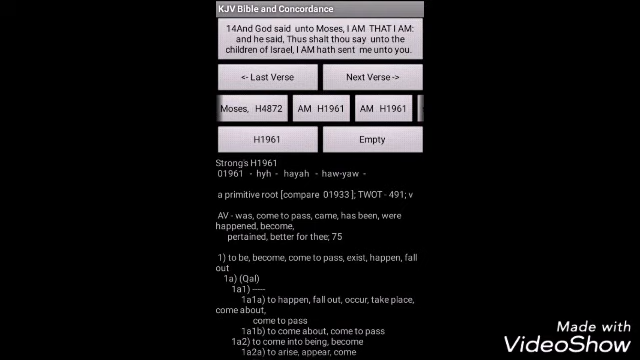 KJV Bible and Concordance
14And God said unto Moses, I AM THAT I AM:
and he said, Thus shalt thou say unto the
children of Israel, I AM hath sent me unto you.
<- Last Verse Next Verse ->
Moses, H4872 AM H1961 AM H1961
H1961 Empty
Strong's H1961
01961 - hyh - hayah - haw-yaw -
a primitive root [compare 01933 ]; TWOT - 491; v
AV - was, come to pass, came, has been, were
happened, become,
pertained, better for thee; 75
1) to be, become, come to pass, exist, happen, fall
out
1a) (Qal)
1a1) -----
1a1a) to happen, fall out, occur, take place,
come about,
come to pass
1a1b) to come about, come to pass
1a2) to come into being, become
1a2a) to arise, appear, come
Made with
VideoShow